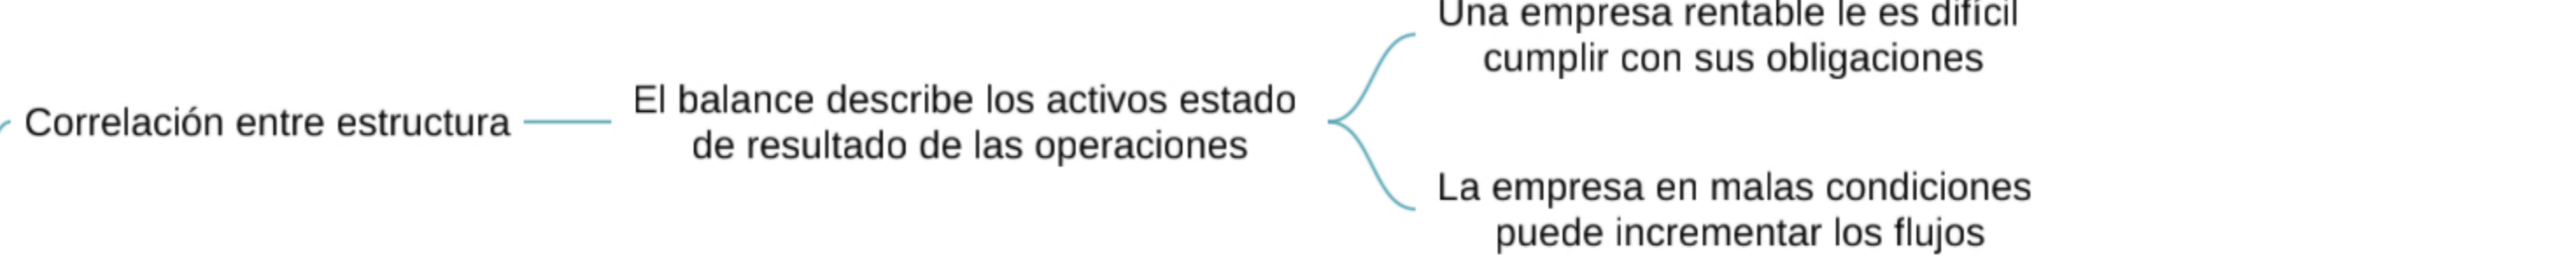 Correlación entre estructura
El balance describe los activos estado
de resultado de las operaciones
Una empresa rentable le es difícil
cumplir con sus obligaciones
La empresa en malas condiciones
puede incrementar los flujos